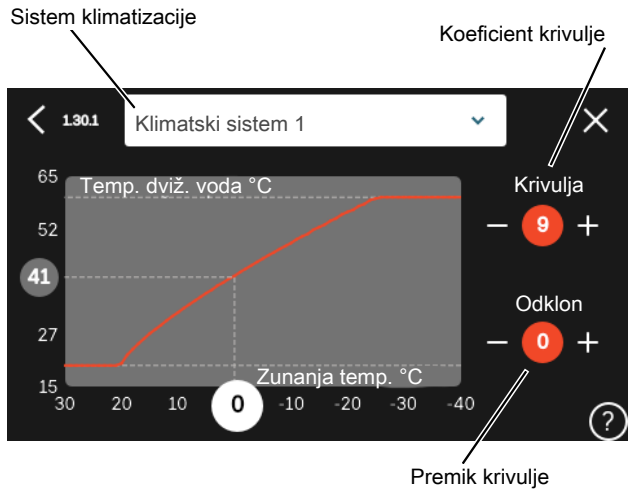 Sistem klimatizacije
Koeficient krivulje
1.30.1
Klimatski sistem 1
65
Temp. dviž. voda °C
Krivulja
52
9
41
Odklon
27
0
Zunanja temp. °C
15
30 20 10 0 -10 -20 -30 -40
?
Premik krivulje